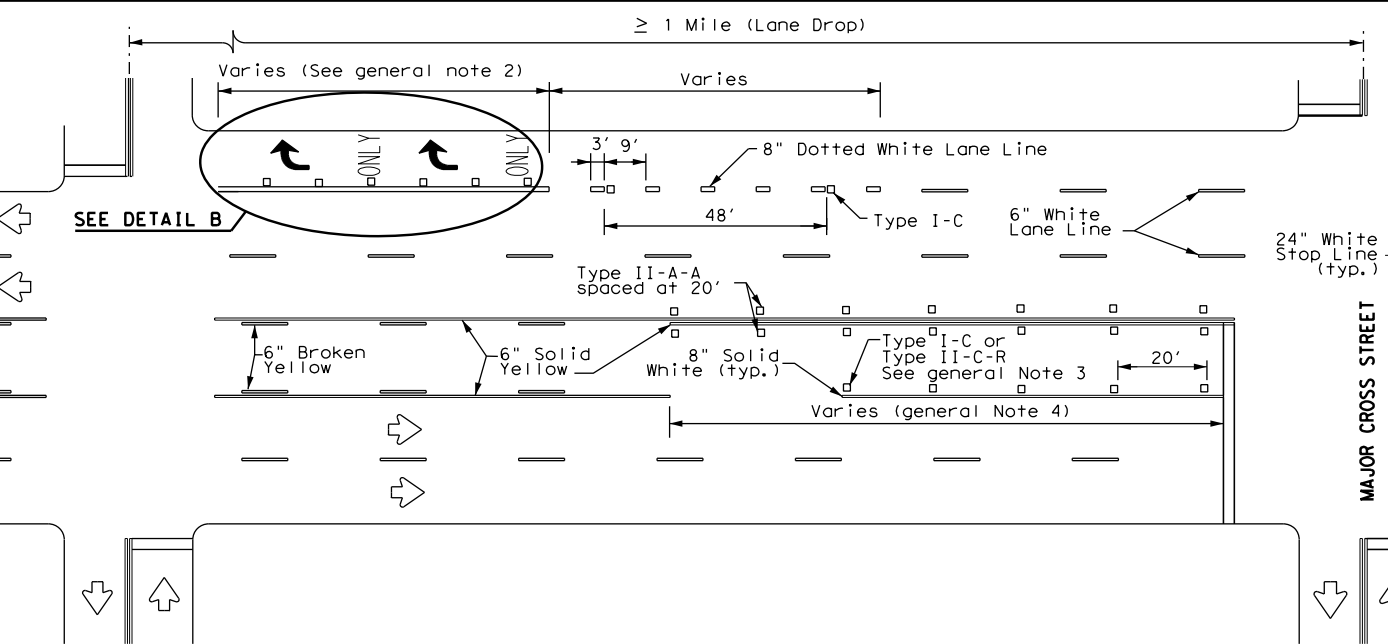 ≥ 1 Mile (Lane Drop)
Varies (See general note 2)
Varies
ONLY
ONLY
3' 9'
8" Dotted White Lane Line
SEE DETAIL B
48'
Type I-C
6" White
Lane Line
24" White
Stop Line
(typ.)
Type II-A-A
spaced at 20'
6" Broken
Yellow
6" Solid
Yellow
8" Solid
White (typ.)
Type I-C or
Type II-C-R
See general Note 3
20'
Varies (general Note 4)
MAJOR CROSS STREET